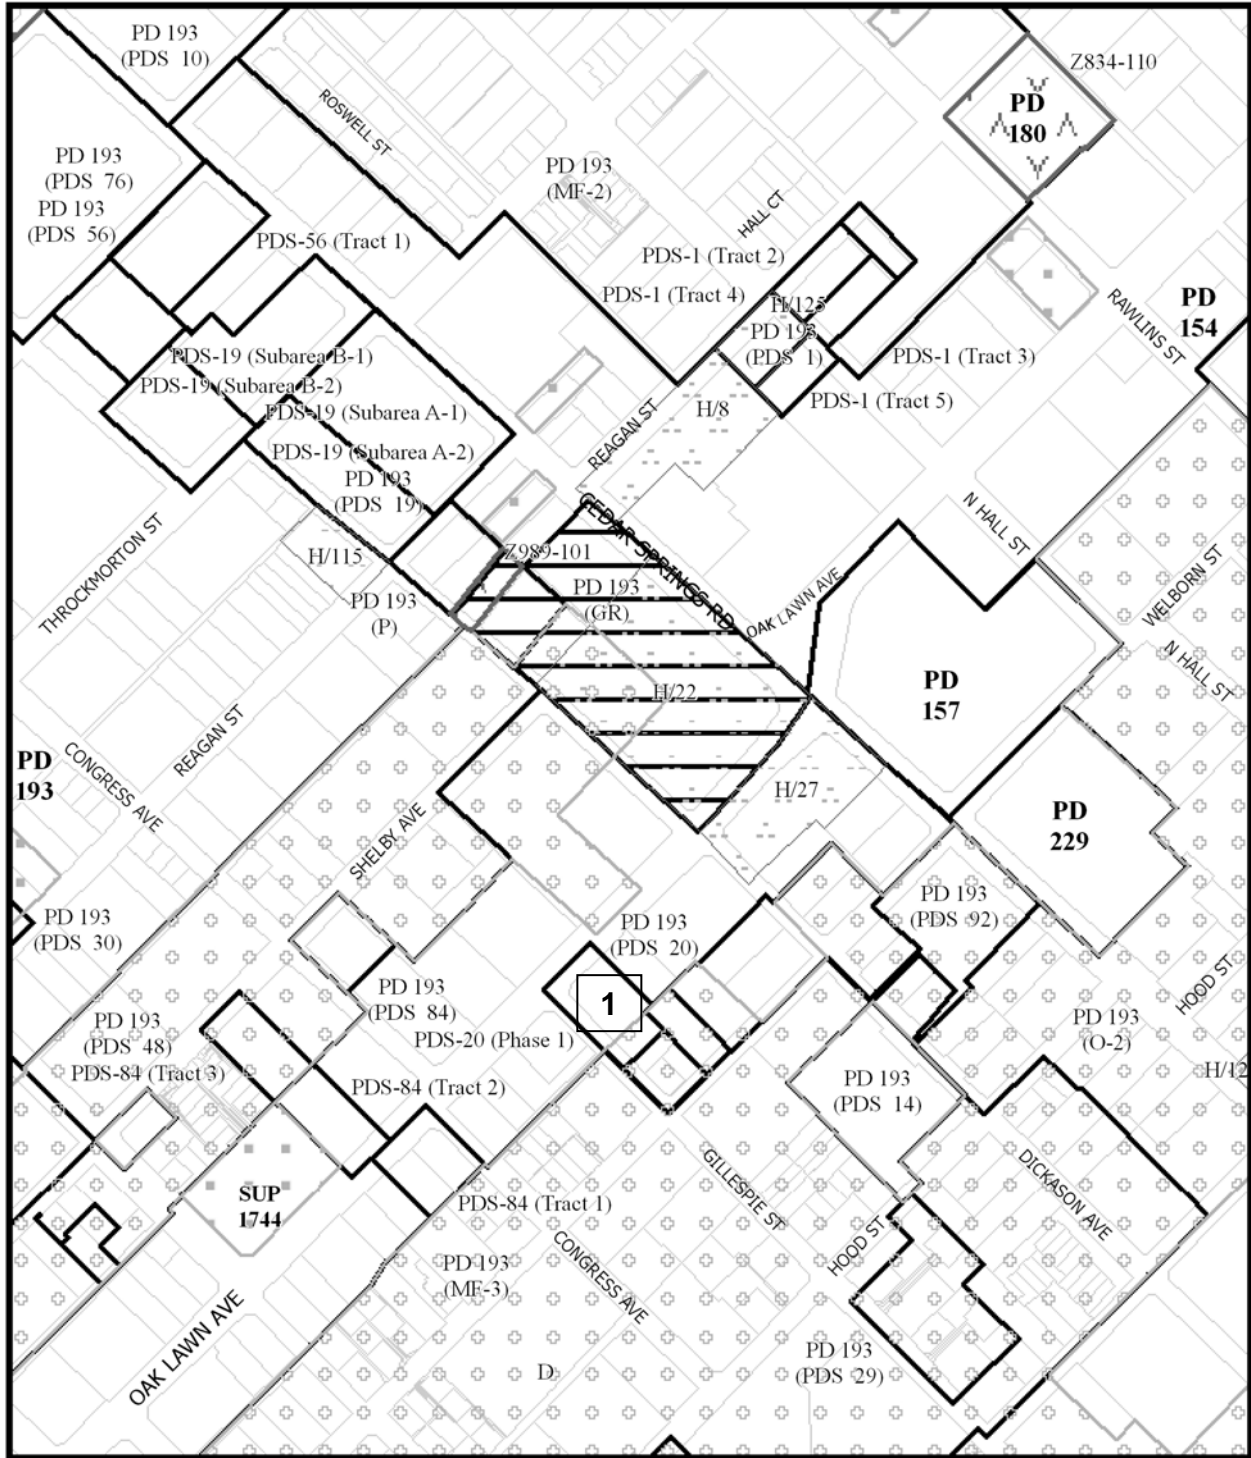 PD 193
(PDS 10)
Z834-110
ROSWELL ST
PD
180
PD 193
(PDS 76)
PD 193
(PDS 56)
PD 193
(MF-2)
HALL CT
PDS-56 (Tract 1)
PDS-1 (Tract 2)
PDS-1 (Tract 4)
H/125
PD 193
(PDS 1)
RAWLINS ST
PD
154
PDS-19 (Subarea B-1)
PDS-19 (Subarea B-2)
PDS-1 (Tract 3)
PDS-1 (Tract 5)
PDS-19 (Subarea A-1)
H/8
REAGAN ST
PDS-19 (Subarea A-2)
PD 193
(PDS 19)
CEDAR SPRINGS RD
N HALL ST
THROCKMORTON ST
H/115
Z989-101
PD 193
(GR)
OAK LAWN AVE
WELBORN ST
PD 193
(P)
N HALL ST
H/22
PD
157
REAGAN ST
CONGRESS AVE
PD
193
H/27
PD
229
SHELBY AVE
PD 193
(PDS 92)
PD 193
(PDS 30)
PD 193
(PDS 20)
HOOD ST
PD 193
(PDS 84)
1
PD 193
(PDS 48)
PDS-20 (Phase 1)
PD 193
(O-2)
PDS-84 (Tract 3)
PDS-84 (Tract 2)
PD 193
(PDS 14)
H/12
GILLESPIE ST
DICKASON AVE
SUP
1744
PDS-84 (Tract 1)
HOOD ST
CONGRESS AVE
PD 193
(MF-3)
OAK LAWN AVE
PD 193
(PDS 29)
D